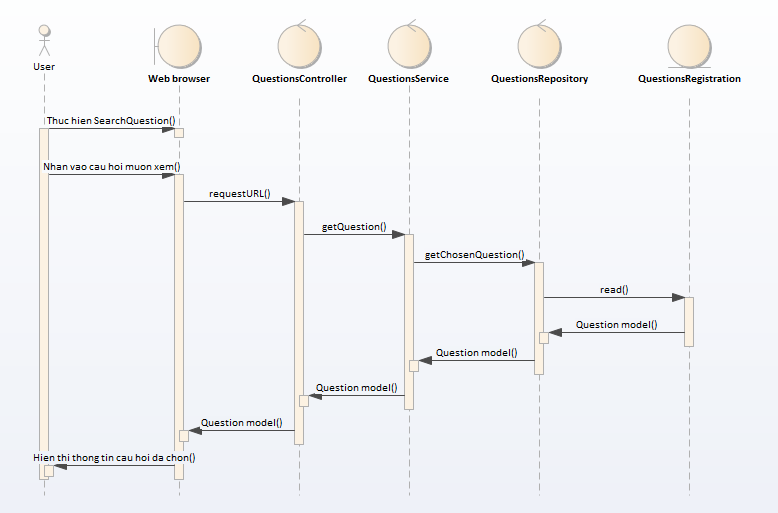 User
Web browser
QuestionsController
QuestionsService
QuestionsRepository
QuestionsRegistration
Thuc hien SearchQuestion()
Nhan vao cau hoi muon xem()
requestURL()
getQuestion()
getChosenQuestion()
read()
Question model()
Question model()
Question model()
Question model()
Hien thi thong tin cau hoi da chon()